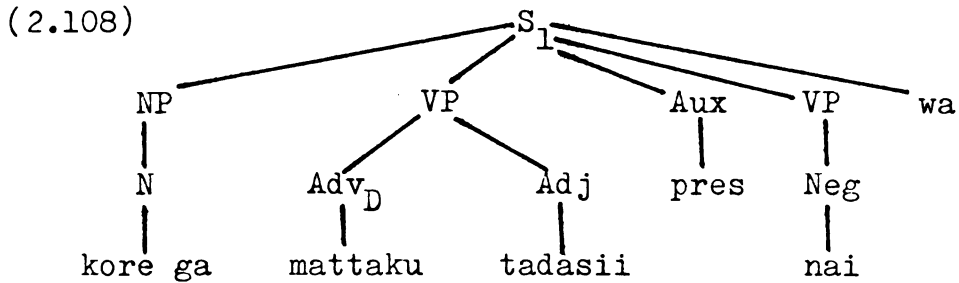 (2.108) S1
NP VP Aux VP wa
N AdvD Adj pres Neg
kore ga mattaku tadasii nai